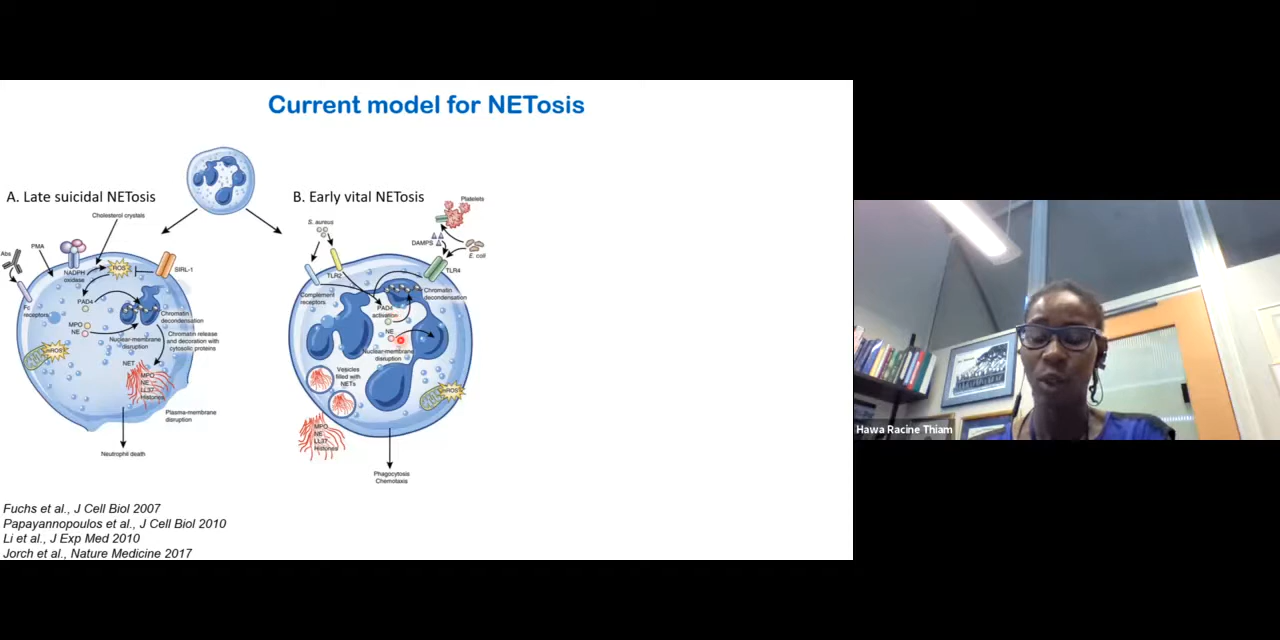 Current model for NETosis
A. Late suicidal NETosis
Cholesterol crystals
PMA
Abs
NADPH
oxidase
ROS
SIRL-1
PAD4
Fc
receptors
MPO
NE
Chromatin
decondensation
Nuclear-membrane
disruption
Chromatin release
and decoration with
cytosolic proteins
mROS
NET
MPO
NE
LL37
Histones
Plasma-membrane
disruption
Neutrophil death
B. Early vital NETosis
Platelets
S. aureus
DAMPS
E. coli
TLR2
TLR4
Complement
receptors
Chromatin
decondensation
PAD4
activation
NE
Nuclear-membrane
disruption
Vesicles
filled with
NETs
mROS
MPO
NE
LL37
Histones
Phagocytosis
Chemotaxis
Fuchs et al., J Cell Biol 2007
Papayannopoulos et al., J Cell Biol 2010
Li et al., J Exp Med 2010
Jorch et al., Nature Medicine 2017
Hawa Racine Thiam